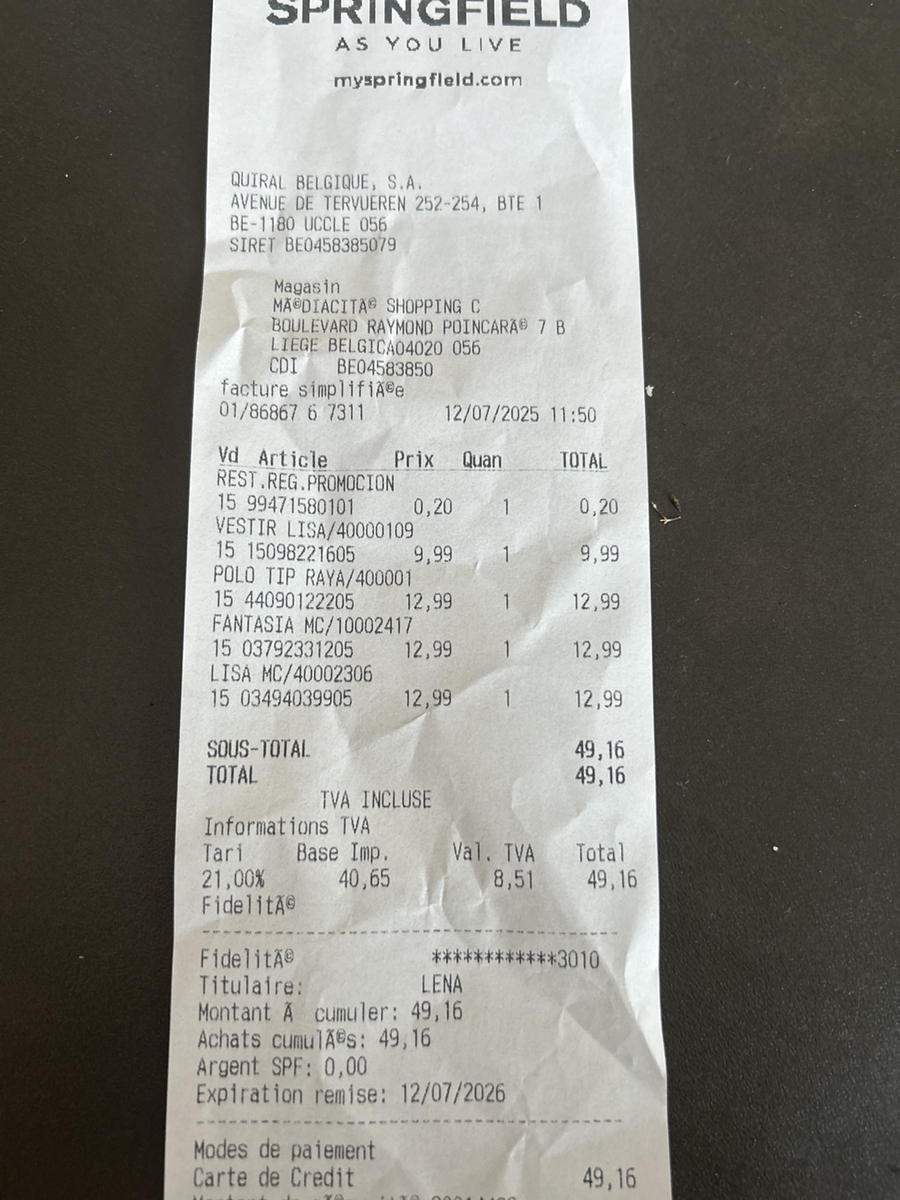 SPRINGFIELD
AS YOU LIVE
myspringfield.com
QUIRAL BELGIQUE, S.A.
AVENUE DE TERVUEREN 252-254, BTE 1
BE-1180 UCCLE 056
SIRET BE0458385079
Magasin
MÃ©DIACITÃ© SHOPPING C
BOULEVARD RAYMOND POINCARÃ© 7 B
LIEGE BELGICA04020 056
CDI BE04583850
facture simplifiÃ©e
01/86867 6 7311 12/07/2025 11:50
Vd Article Prix Quan TOTAL
REST.REG.PROMOCION
15 99471580101 0,20 1 0,20
VESTIR LISA/40000109
15 15098221605 9,99 1 9,99
POLO TIP RAYA/400001
15 44090122205 12,99 1 12,99
FANTASIA MC/10002417
15 03792331205 12,99 1 12,99
LISA MC/40002306
15 03494039905 12,99 1 12,99
SOUS-TOTAL 49,16
TOTAL 49,16
TVA INCLUSE
Informations TVA
Tari Base Imp. Val. TVA Total
21,00% 40,65 8,51 49,16
FidelitÃ©
Fidelitã© ************3010
Titulaire: LENA
Montant Ã cumuler: 49,16
Achats cumulÃ©s: 49,16
Argent SPF: 0,00
Expiration remise: 12/07/2026
Modes de paiement
Carte de Credit 49,16